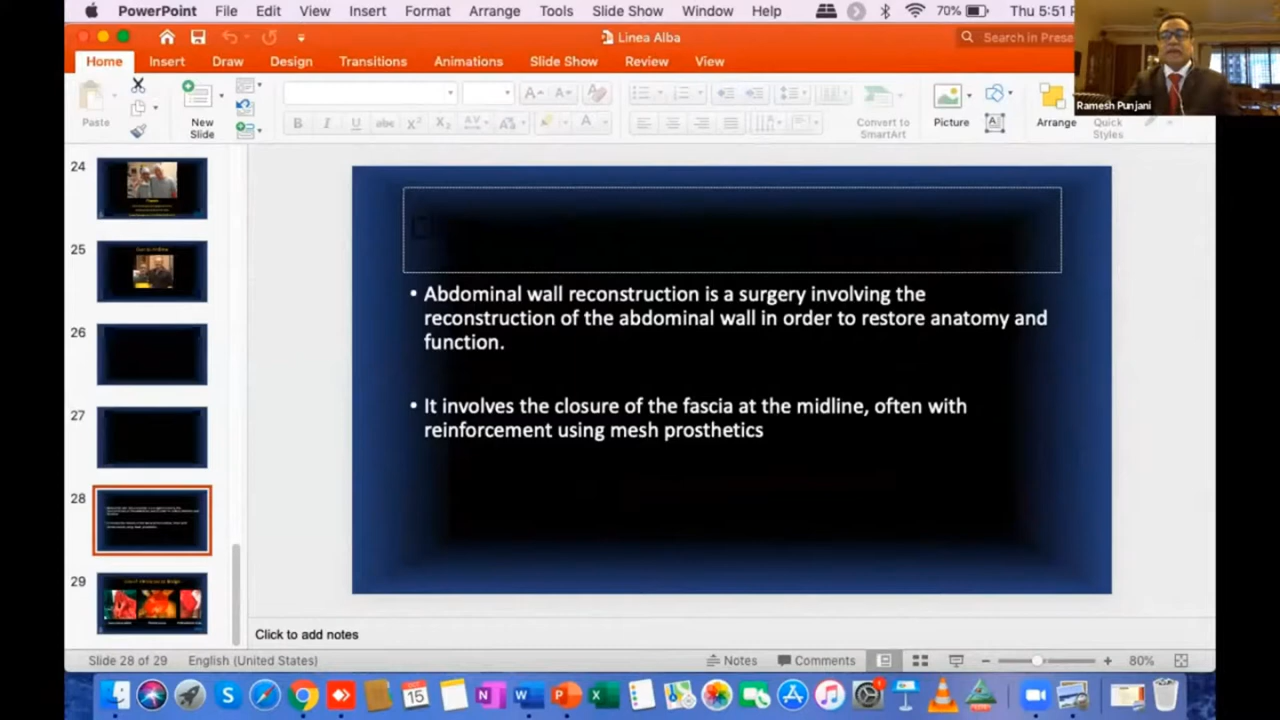 PowerPoint File Edit View Insert Format Arrange Tools Slide Show Window Help 70% Thu 5:51
Linea Alba
Search in Prese
Home Insert Draw Design Transitions Animations Slide Show Review View
Paste
New
Slide
Convert to
SmartArt
Picture
Arrange
Quick
Styles
Ramesh Punjani
24
25
26
27
28
29
• Abdominal wall reconstruction is a surgery involving the
reconstruction of the abdominal wall in order to restore anatomy and
function.
• It involves the closure of the fascia at the midline, often with
reinforcement using mesh prosthetics
Click to add notes
Slide 28 of 29 English (United States) Notes Comments 80%
OCT
15